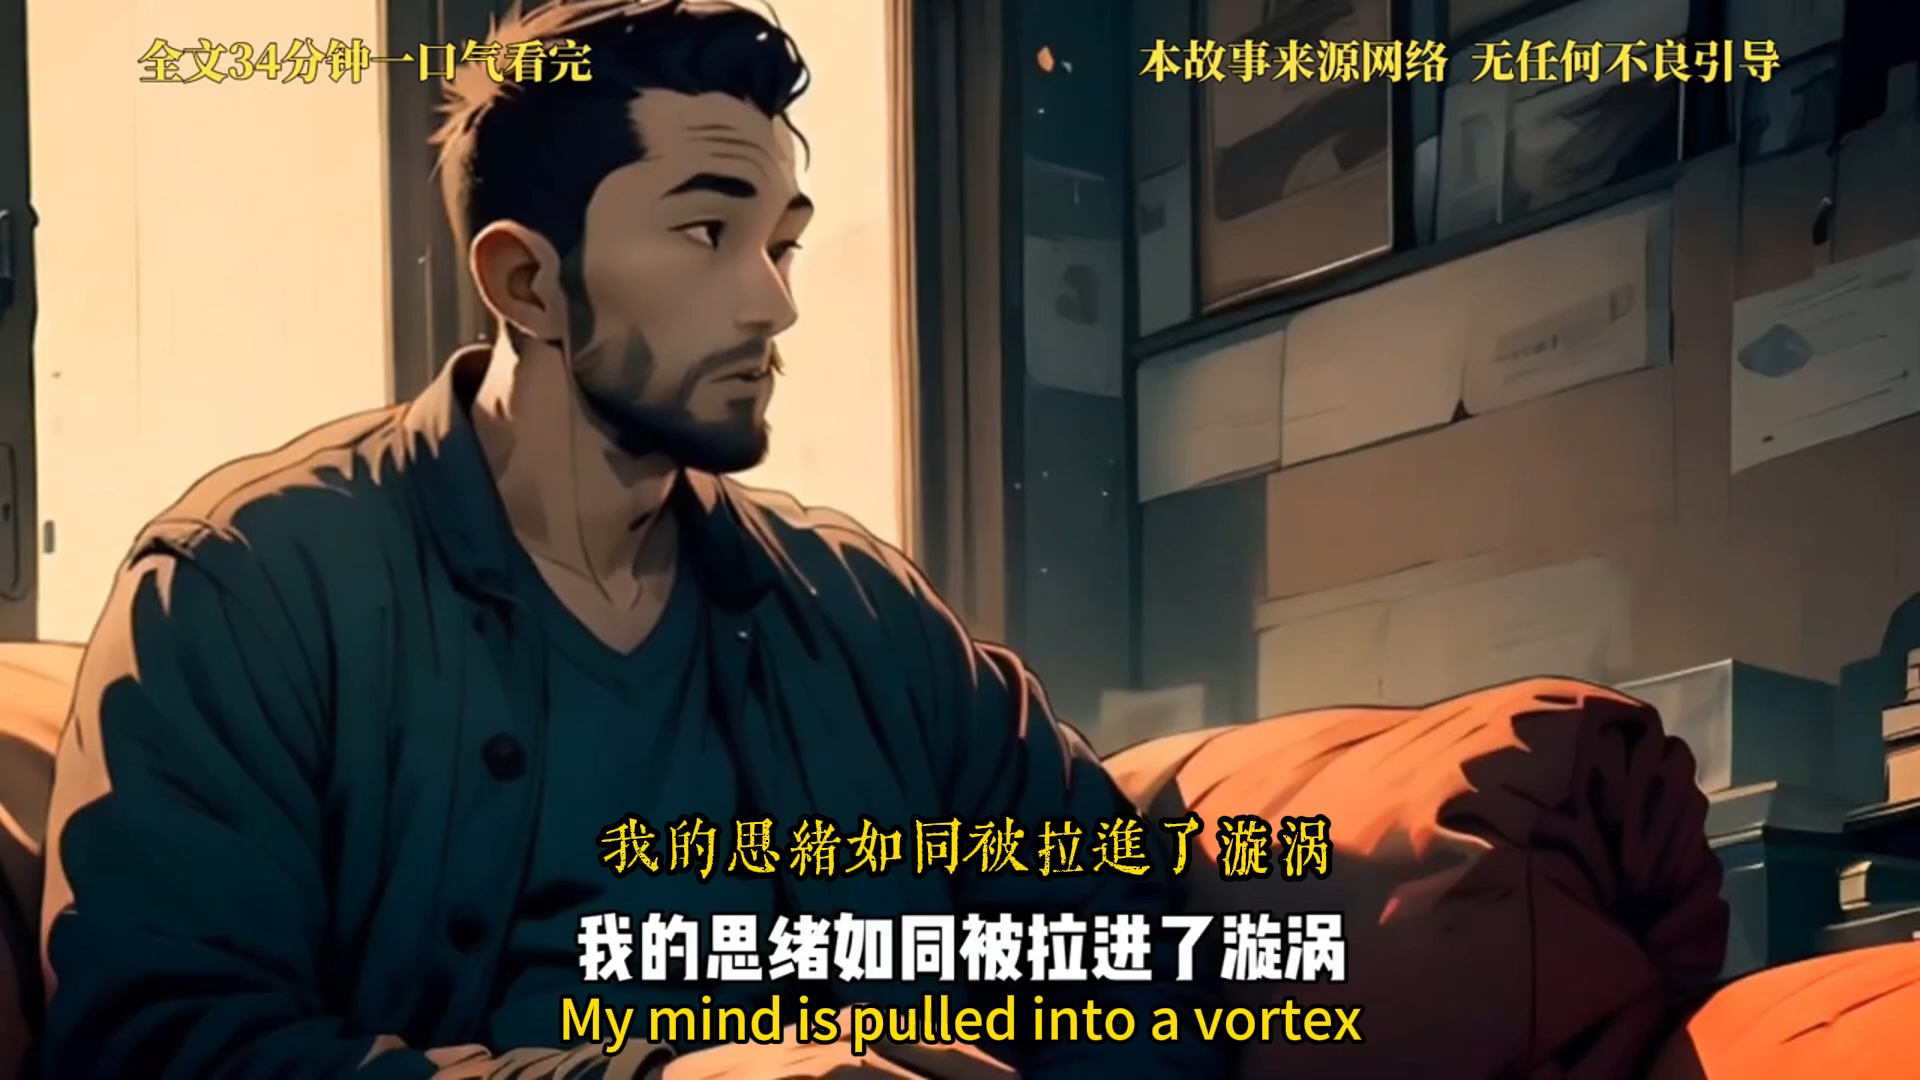 全文34分钟一口气看完
本故事来源网络 无任何不良引导
我的思緒如同被拉進了漩涡
我的思绪如同被拉进了漩涡
My mind is pulled into a vortex